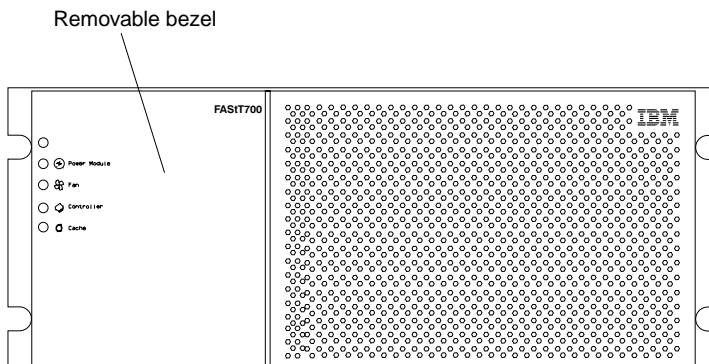 Removable bezel
FAStT700
IBM
Power Module
Fan
Controller
Cache